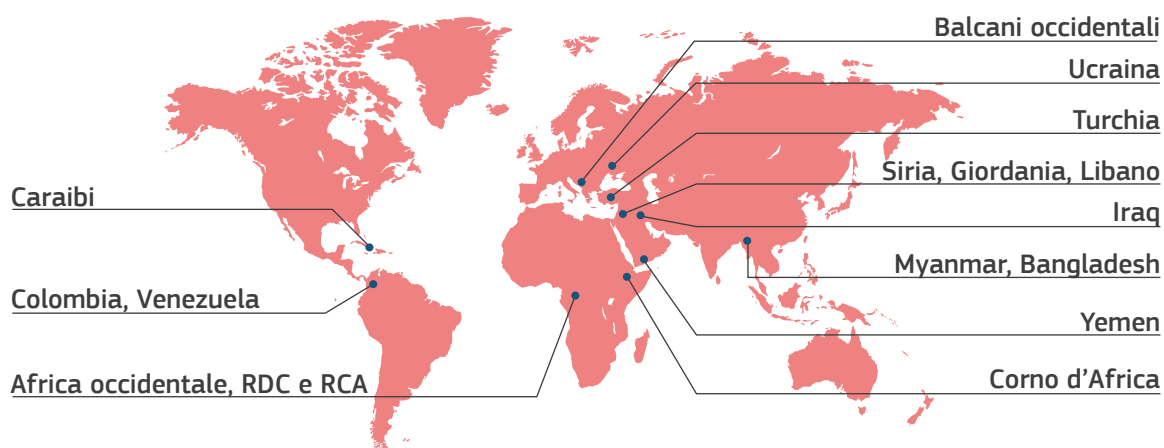 Balcani occidentali
Ucraina
Turchia
Siria, Giordania, Libano
Caraibi
Iraq
Myanmar, Bangladesh
Colombia, Venezuela
Yemen
Africa occidentale, RDC e RCA
Corno d’Africa